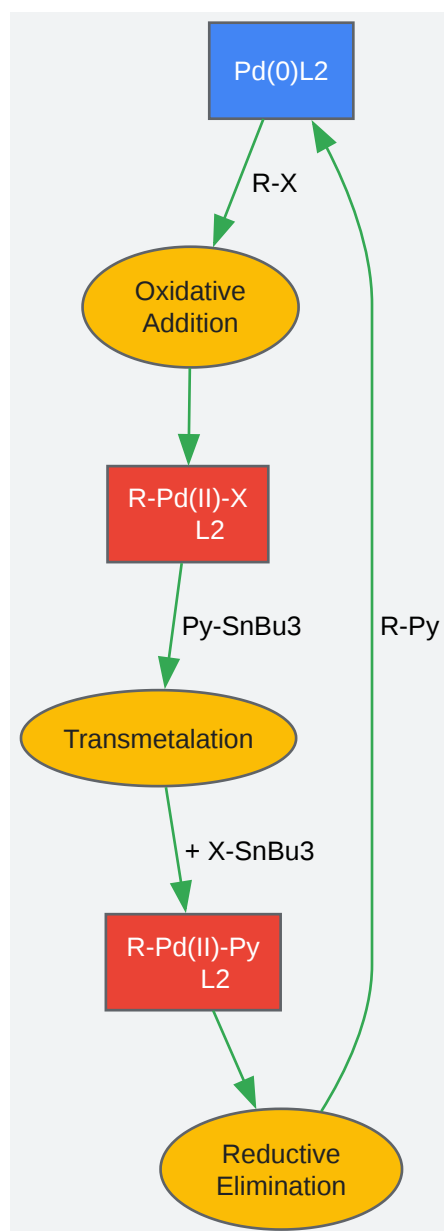 Pd(0)L2
R-X
Oxidative
Addition
R-Pd(II)-X
L2
Py-SnBu3
R-Py
Transmetalation
+ X-SnBu3
R-Pd(II)-Py
L2
Reductive
Elimination